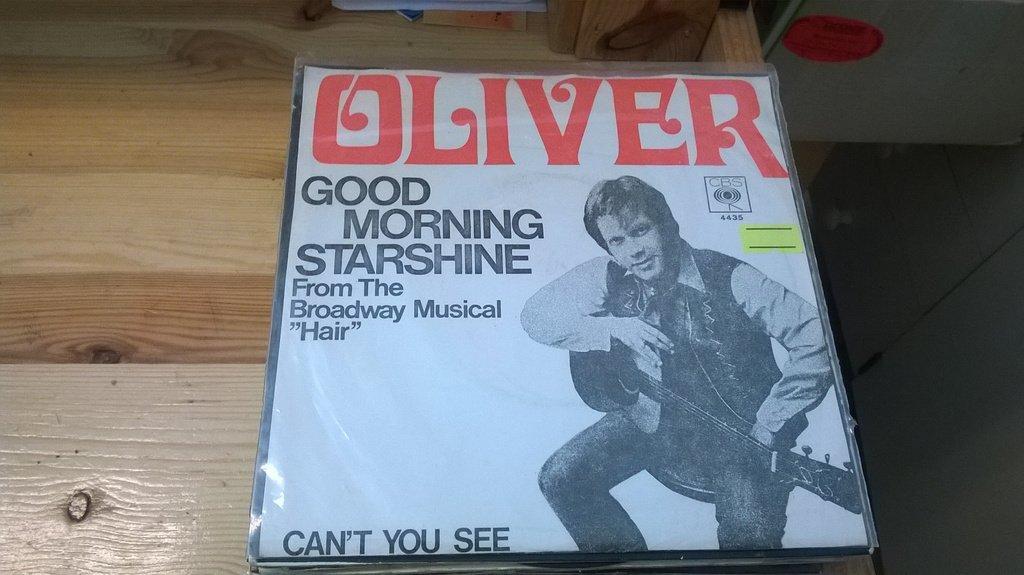 OLIVER
GOOD
MORNING
STARSHINE
From The
Broadway Musical
”Hair”
CBS
4435
CAN'T YOU SEE